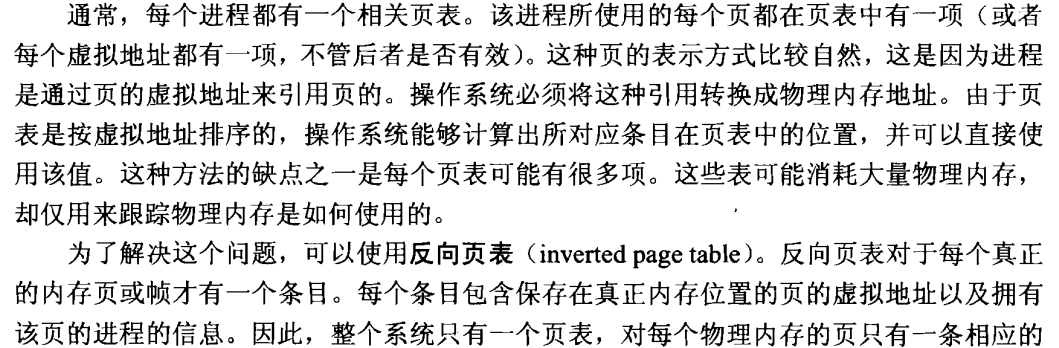 通常，每个进程都有一个相关页表。该进程所使用的每个页都在页表中有一项（或者
每个虚拟地址都有一项，不管后者是否有效）。这种页的表示方式比较自然，这是因为进程
是通过页的虚拟地址来引用页的。操作系统必须将这种引用转换成物理内存地址。由于页
表是按虚拟地址排序的，操作系统能够计算出所对应条目在页表中的位置，并可以直接使
用该值。这种方法的缺点之一是每个页表可能有很多项。这些表可能消耗大量物理内存，
却仅用来跟踪物理内存是如何使用的。
为了解决这个问题，可以使用反向页表（inverted page table）。反向页表对于每个真正
的内存页或帧才有一个条目。每个条目包含保存在真正内存位置的页的虚拟地址以及拥有
该页的进程的信息。因此，整个系统只有一个页表，对每个物理内存的页只有一条相应的